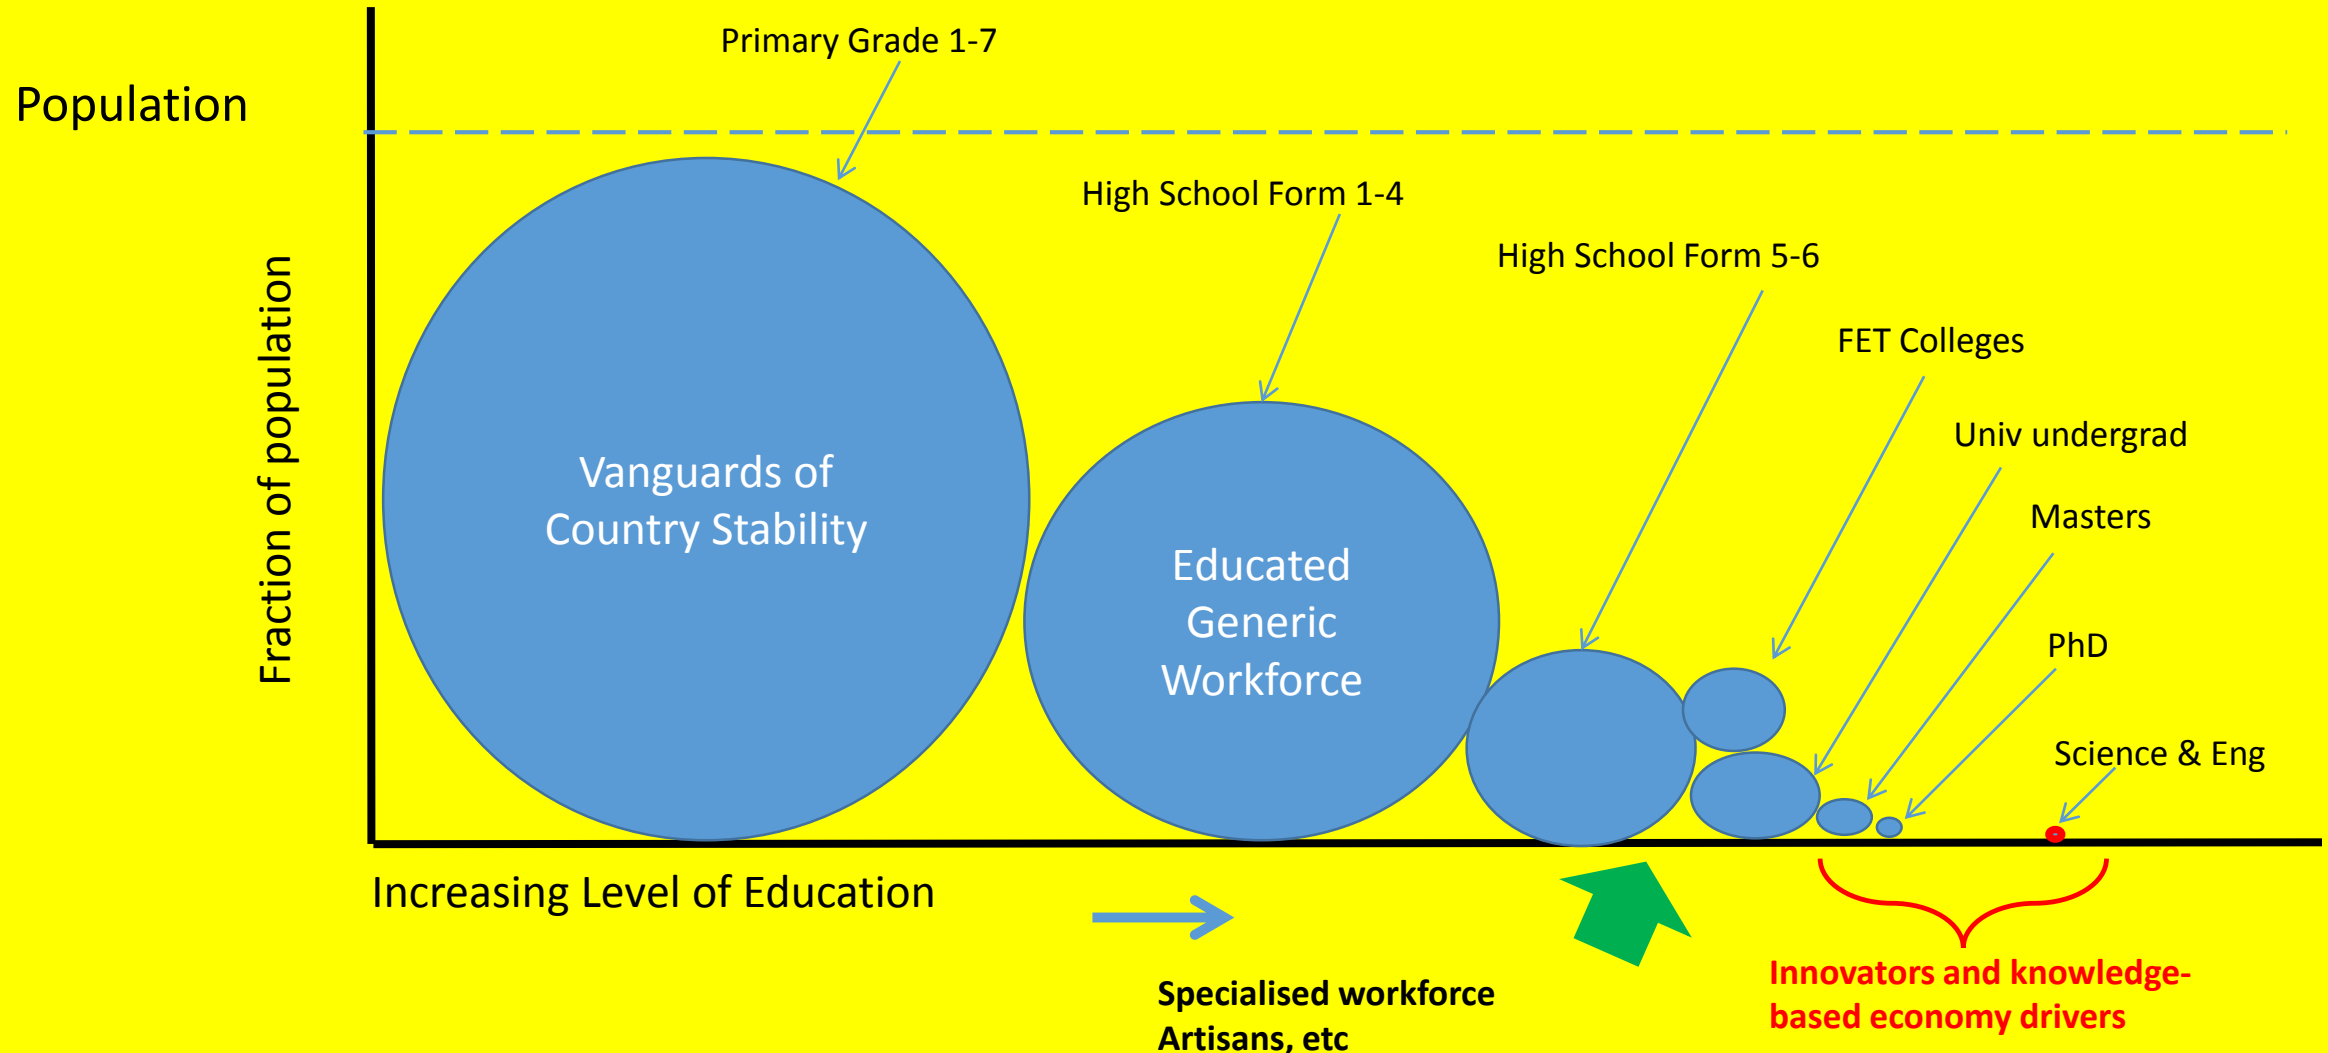 Primary Grade 1-7
Population
High School Form 1-4
High School Form 5-6
Fraction of population
FET Colleges
Univ undergrad
Vanguards of
Country Stability
Masters
Educated
Generic
Workforce
PhD
Science & Eng
Increasing Level of Education
Specialised workforce
Artisans, etc
Innovators and knowledge-
based economy drivers